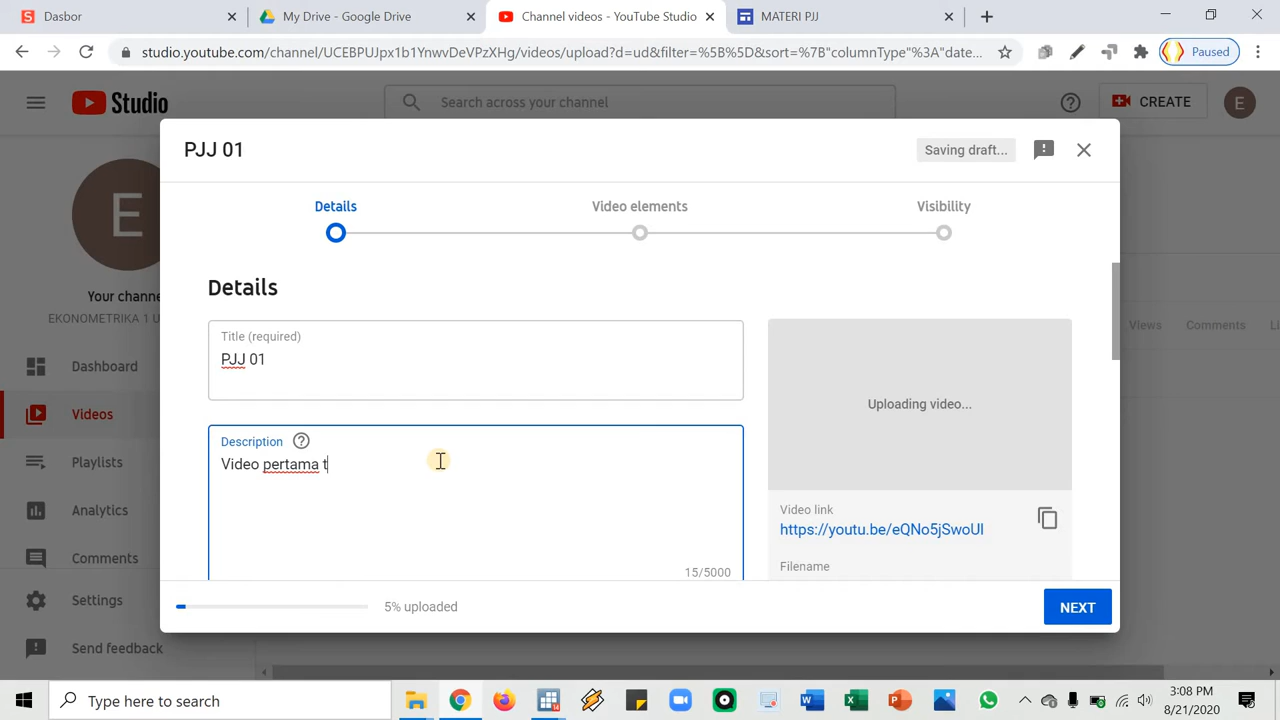 Dasbor
My Drive - Google Drive
Channel videos - YouTube Studio
MATERI PJJ
studio.youtube.com/channel/UCEBPUJpx1b1YnwvDeVPzXHg/videos/upload?d=ud&filter=%5B%5D&sort=%7B"columnType"%3A"date...
Paused
Studio
Search across your channel
CREATE
E
PJJ 01
Saving draft...
Details
Video elements
Visibility
E
Details
Your chann
EKONOMETRIKA 1 U
Title (required)
PJJ 01
Views
Comments
Dashboard
Uploading video...
Videos
Description
Video pertama t
Playlists
Video link
https://youtu.be/eQNo5jSwoUI
Analytics
Comments
Filename
15/5000
Settings
5% uploaded
NEXT
Send feedback
Type here to search
3:08 PM
8/21/2020